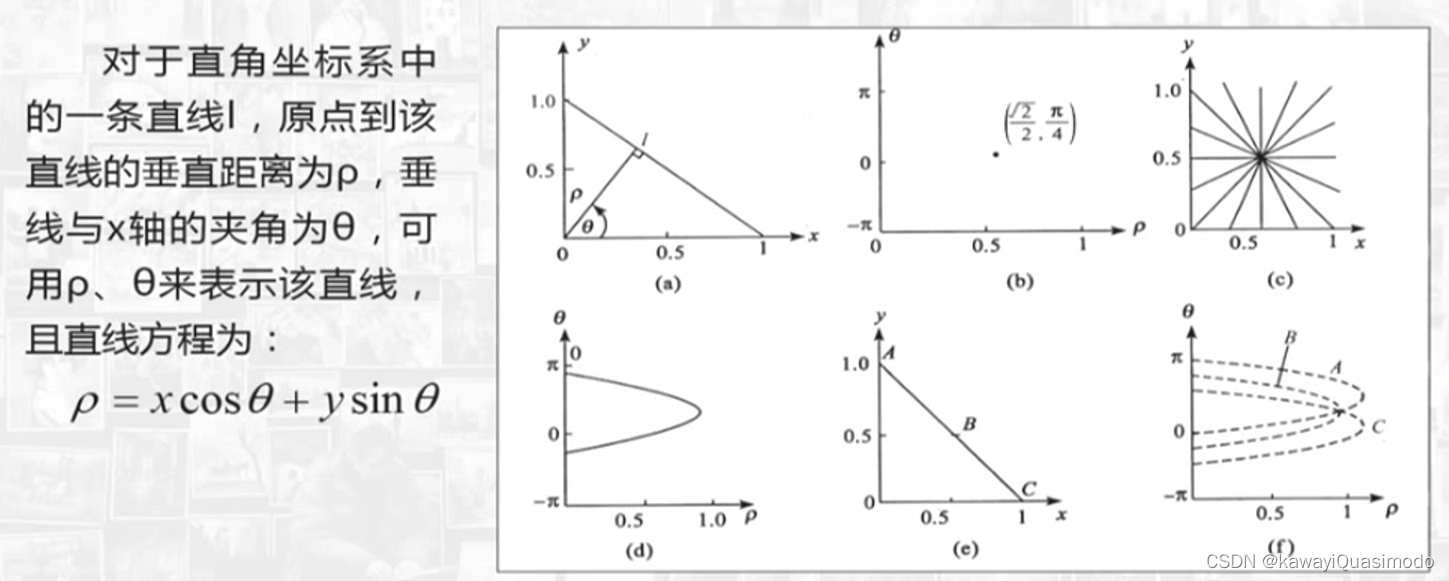 对于直角坐标系中
的一条直线l，原点到该
直线的垂直距离为ρ，垂
线与x轴的夹角为θ，可
用ρ、θ来表示该直线，
且直线方程为：
ρ = x cos θ + y sin θ
y
1.0
0.5
l
ρ
θ
0
0.5
1
x
(a)
θ
π
0
-π
(√2/2, π/4)
0
0.5
1
ρ
(b)
y
1.0
0.5
0
0.5
1
x
(c)
θ
π
0
0
-π
0.5
1.0
ρ
(d)
y
1.0
A
0.5
B
0
C
0.5
1
x
(e)
θ
π
B
A
0
C
-π
0.5
1
ρ
(f)
CSDN @kawayiQuasimodo